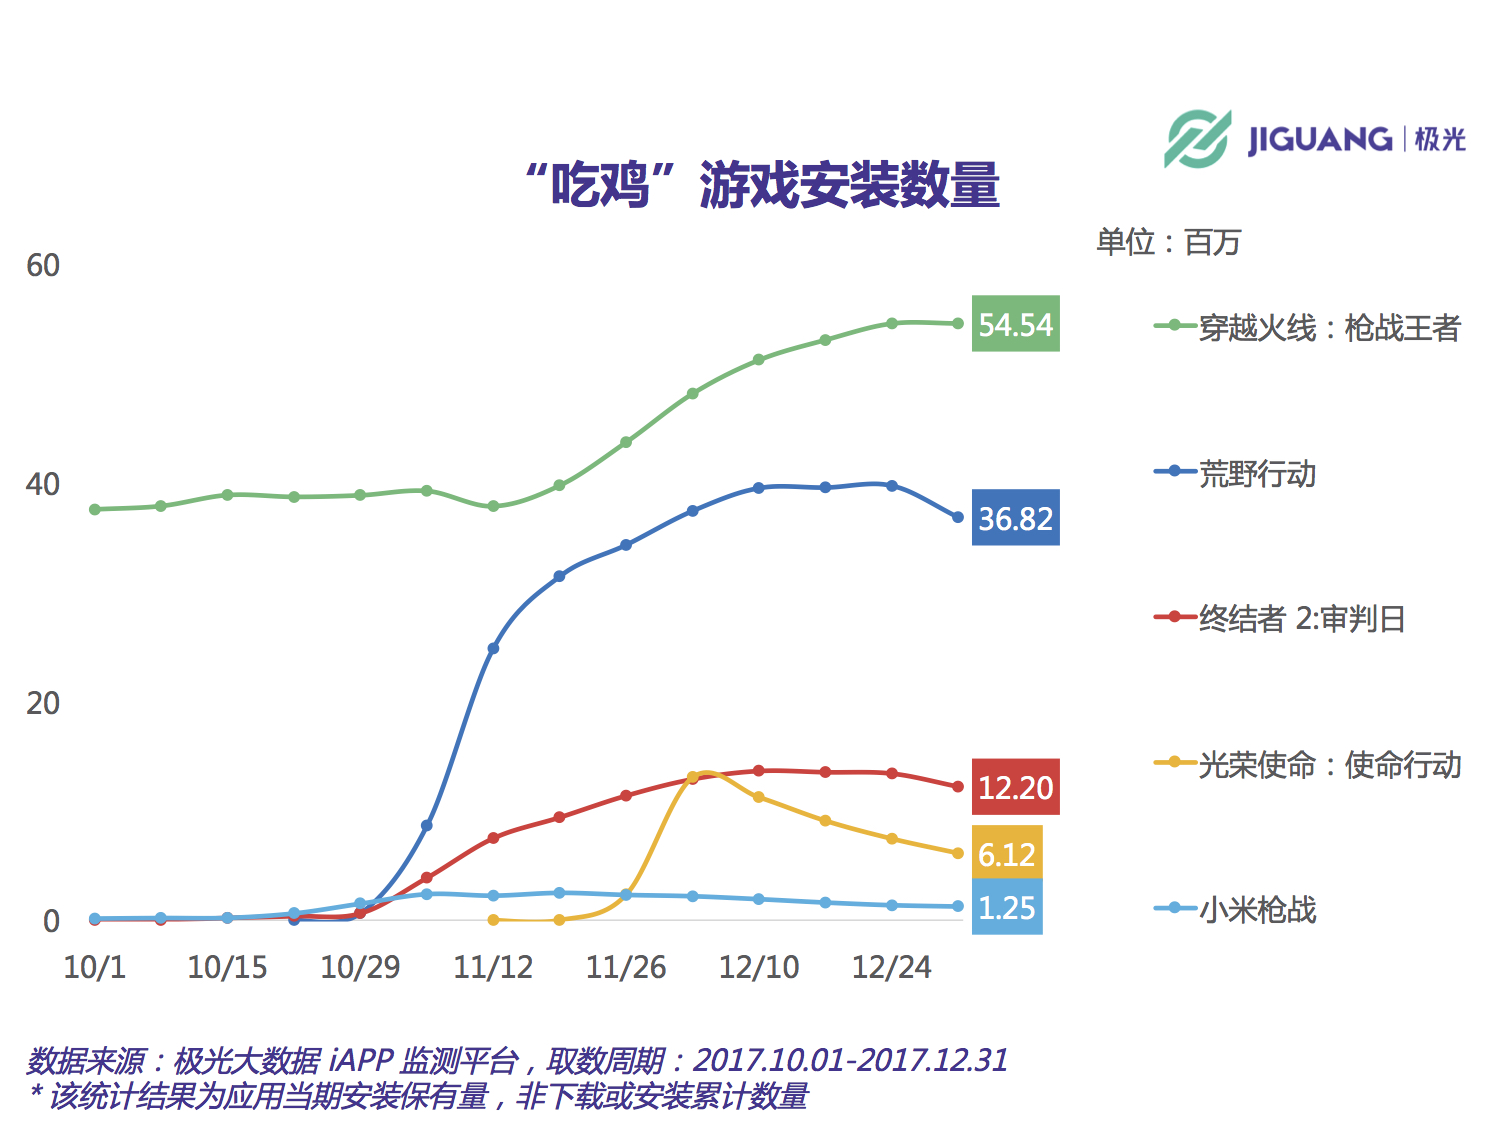 JIGUANG | 极光
“吃鸡”游戏安装数量
单位：百万
60
40
20
0
54.54
36.82
12.20
6.12
1.25
穿越火线：枪战王者
荒野行动
终结者 2:审判日
光荣使命：使命行动
小米枪战
10/1 10/15 10/29 11/12 11/26 12/10 12/24
数据来源：极光大数据 iAPP 监测平台，取数周期：2017.10.01-2017.12.31
* 该统计结果为应用当期安装保有量，非下载或安装累计数量